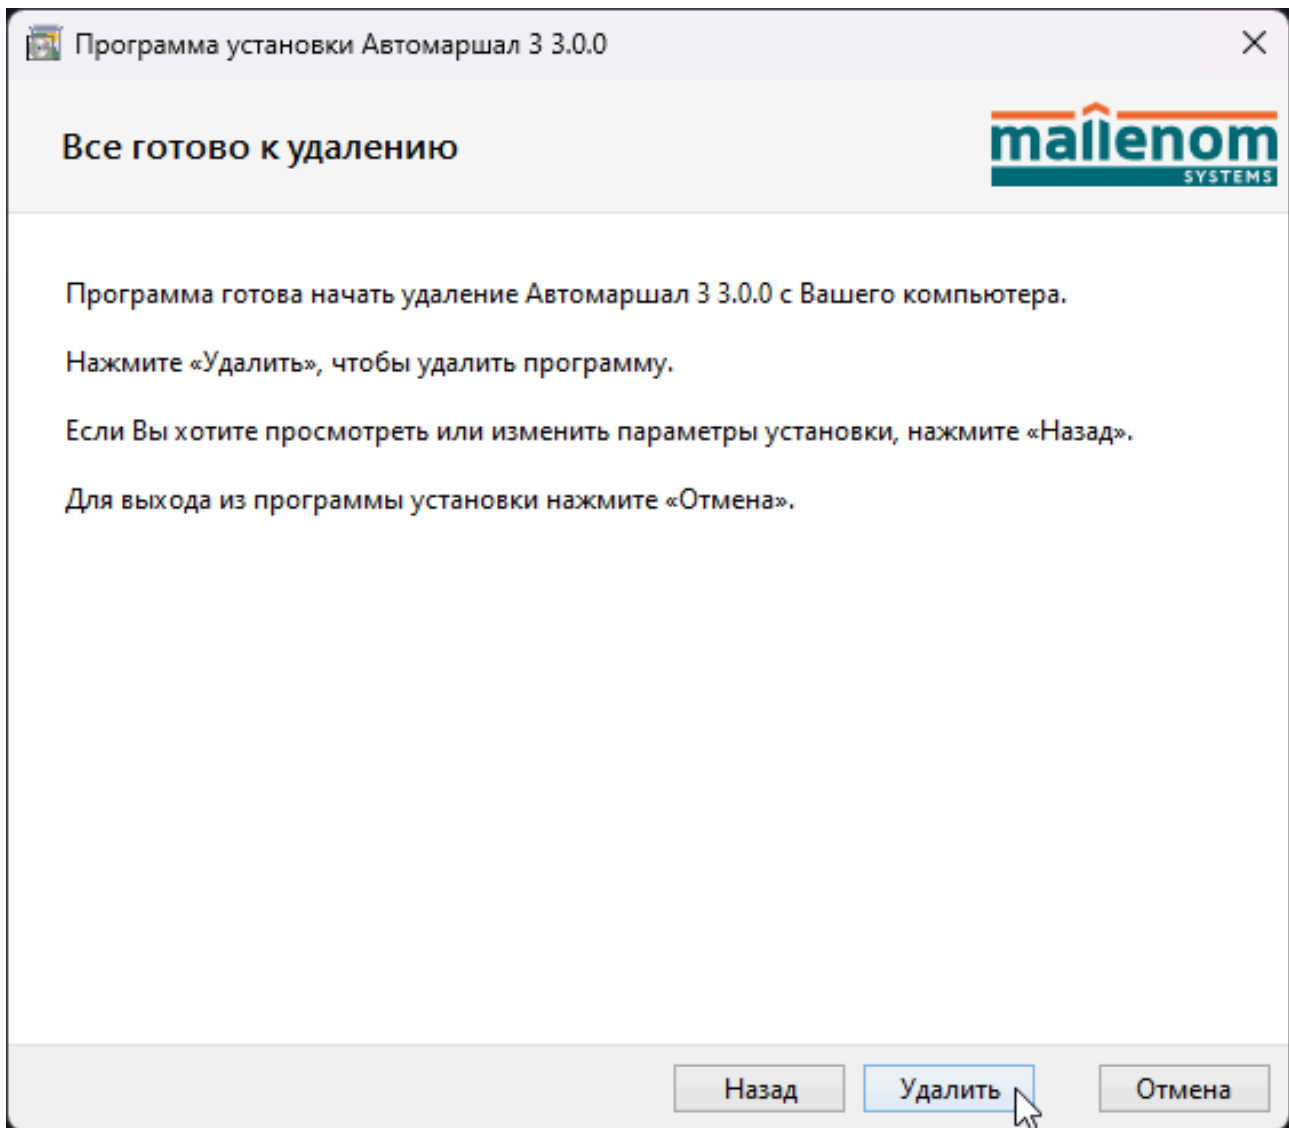 Программа установки Автомаршал 3 3.0.0
Все готово к удалению
mallenom
SYSTEMS
Программа готова начать удаление Автомаршал 3 3.0.0 с Вашего компьютера.
Нажмите «Удалить», чтобы удалить программу.
Если Вы хотите просмотреть или изменить параметры установки, нажмите «Назад».
Для выхода из программы установки нажмите «Отмена».
Назад
Удалить
Отмена